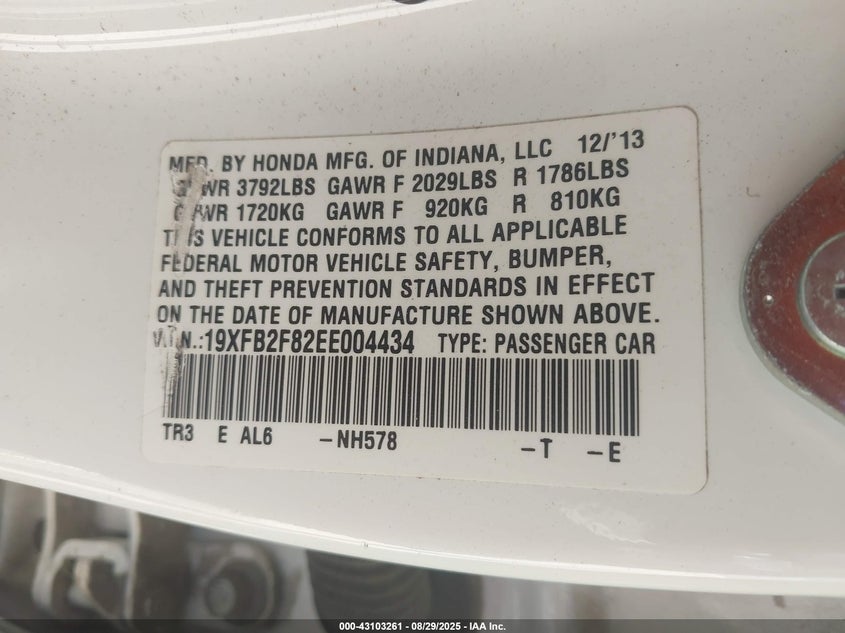 MFD. BY HONDA MFG. OF INDIANA, LLC 12/'13
GVWR 3792LBS GAWR F 2029LBS R 1786LBS
GVWR 1720KG GAWR F 920KG R 810KG
THIS VEHICLE CONFORMS TO ALL APPLICABLE
FEDERAL MOTOR VEHICLE SAFETY, BUMPER,
AND THEFT PREVENTION STANDARDS IN EFFECT
ON THE DATE OF MANUFACTURE SHOWN ABOVE.
V.I.N.:19XFB2F82EE004434 TYPE: PASSENGER CAR
TR3 E AL6 -NH578 -T -E
000-43103261 | 08/29/2025 - IAA Inc.